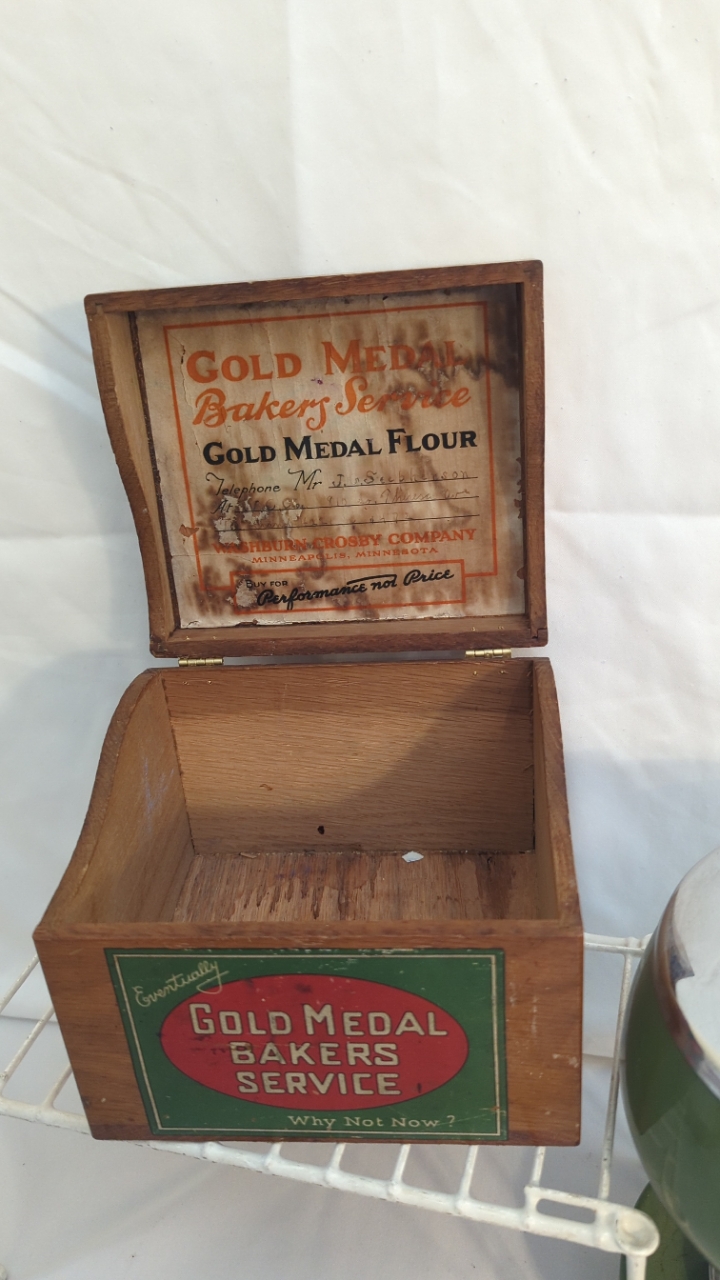 GOLD MEDAL
Bakers Service
GOLD MEDAL FLOUR
Telephone Mr. J.
At
WASHBURN-CROSBY COMPANY
MINNEAPOLIS, MINNESOTA
BUY FOR
Performance not Price
Eventually
GOLD MEDAL
BAKERS
SERVICE
Why Not Now?